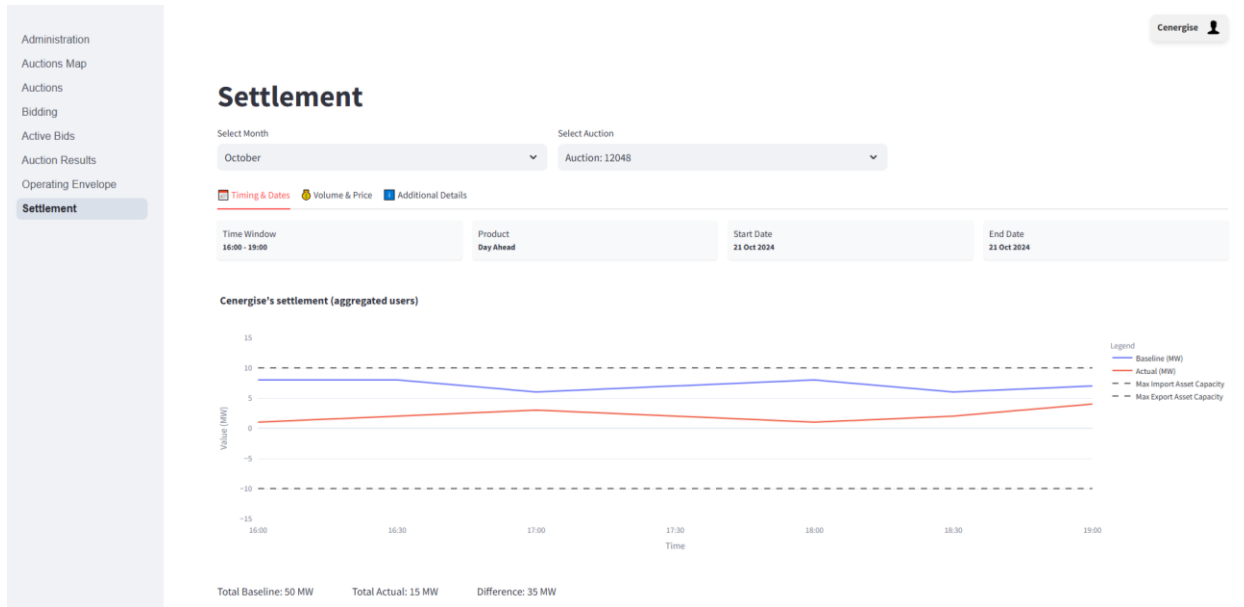 Cenergise
Administration
Auctions Map
Auctions
Bidding
Active Bids
Auction Results
Operating Envelope
Settlement
Settlement
Select Month
Select Auction
October
Auction: 12048
Timing & Dates
Volume & Price
Additional Details
Time Window
16:00 - 19:00
Product
Day Ahead
Start Date
21 Oct 2024
End Date
21 Oct 2024
Cenergise's settlement (aggregated users)
Value (MW)
15
10
5
0
−5
−10
−15
16:00
16:30
17:00
17:30
18:00
18:30
19:00
Time
Legend
Baseline (MW)
Actual (MW)
Max Import Asset Capacity
Max Export Asset Capacity
Total Baseline: 50 MW
Total Actual: 15 MW
Difference: 35 MW